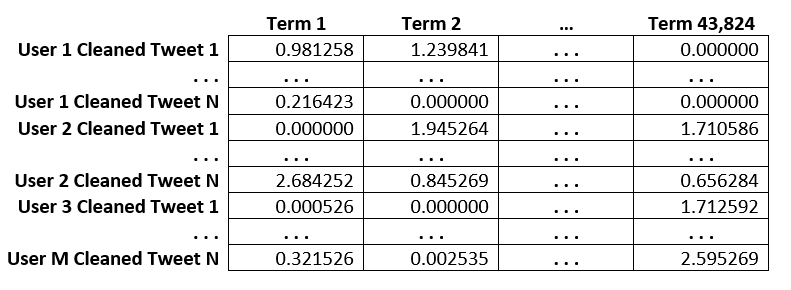 Term 1 Term 2 ... Term 43,824
User 1 Cleaned Tweet 1 0.981258 1.239841 ... 0.000000
... ... ... ... ...
User 1 Cleaned Tweet N 0.216423 0.000000 ... 0.000000
User 2 Cleaned Tweet 1 0.000000 1.945264 ... 1.710586
... ... ... ... ...
User 2 Cleaned Tweet N 2.684252 0.845269 ... 0.656284
User 3 Cleaned Tweet 1 0.000526 0.000000 ... 1.712592
... ... ... ... ...
User M Cleaned Tweet N 0.321526 0.002535 ... 2.595269